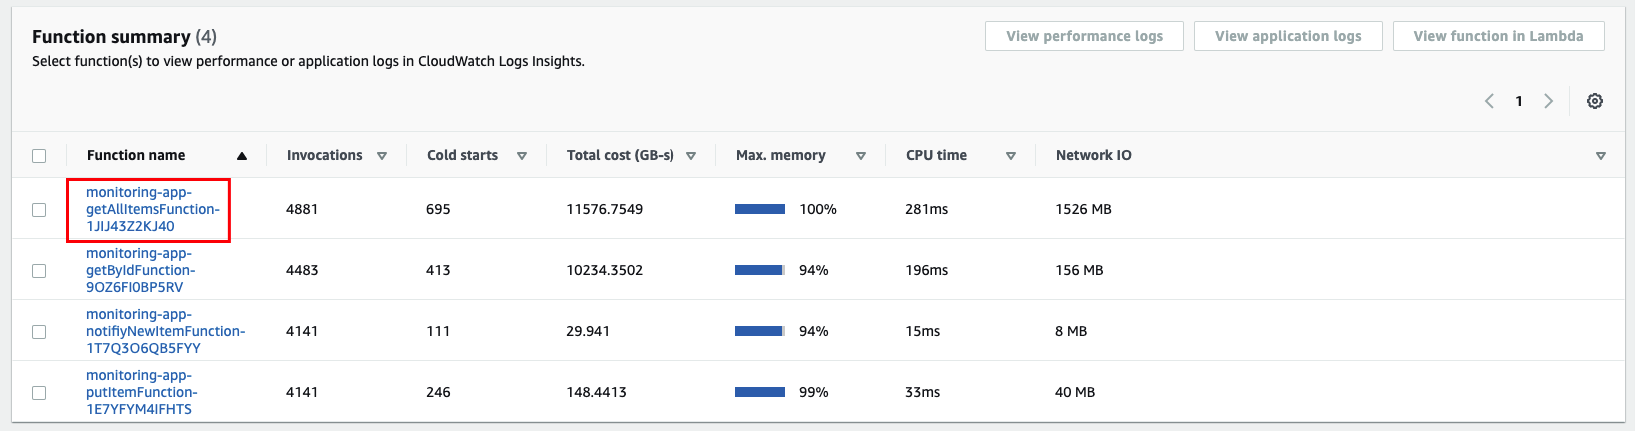 Function summary (4)
View performance logs
View application logs
View function in Lambda
Select function(s) to view performance or application logs in CloudWatch Logs Insights.
1
Function name Invocations Cold starts Total cost (GB-s) Max. memory CPU time Network IO
monitoring-app-
getAllItemsFunction-
1JIJ43Z2KJ40
4881 695 11576.7549 100% 281ms 1526 MB
monitoring-app-
getByIdFunction-
9OZ6FI0BP5RV
4483 413 10234.3502 94% 196ms 156 MB
monitoring-app-
notifiyNewItemFunction-
1T7Q3O6QB5FYY
4141 111 29.941 94% 15ms 8 MB
monitoring-app-
putItemFunction-
1E7YFYM4IFHTS
4141 246 148.4413 99% 33ms 40 MB